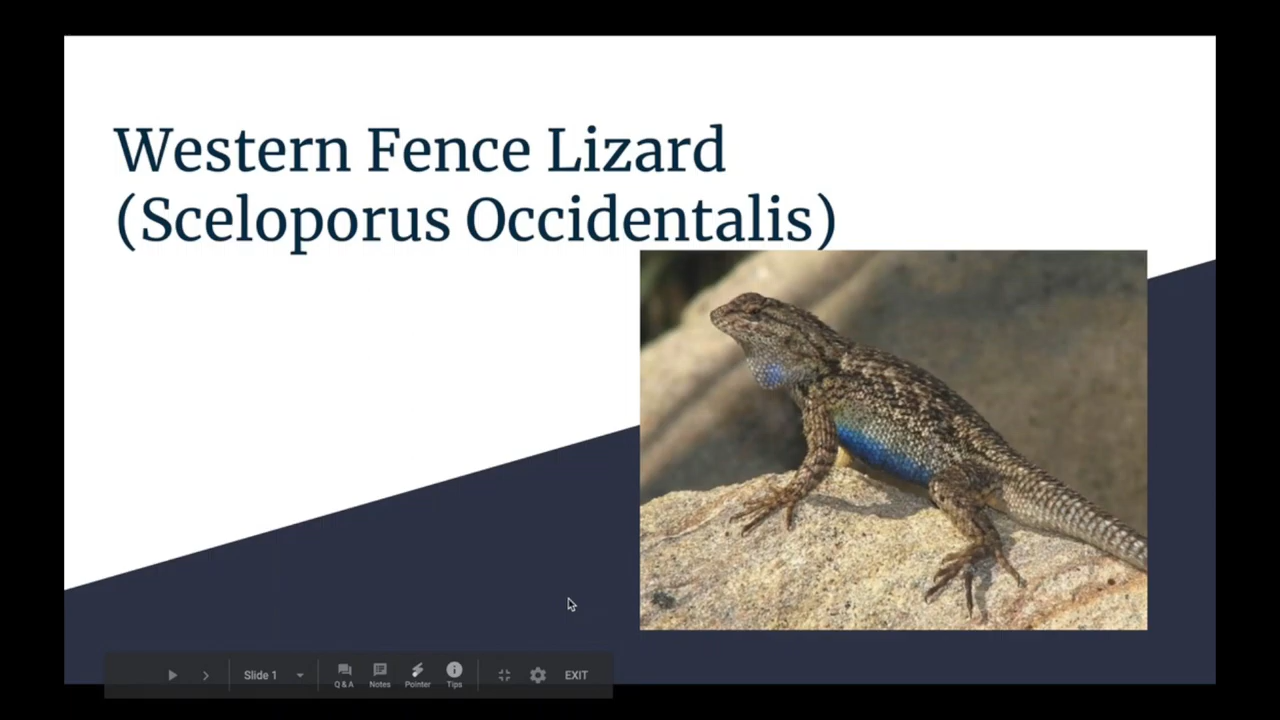 Western Fence Lizard
(Sceloporus Occidentalis)
Slide 1
Q & A
Notes
Pointer
Tips
EXIT